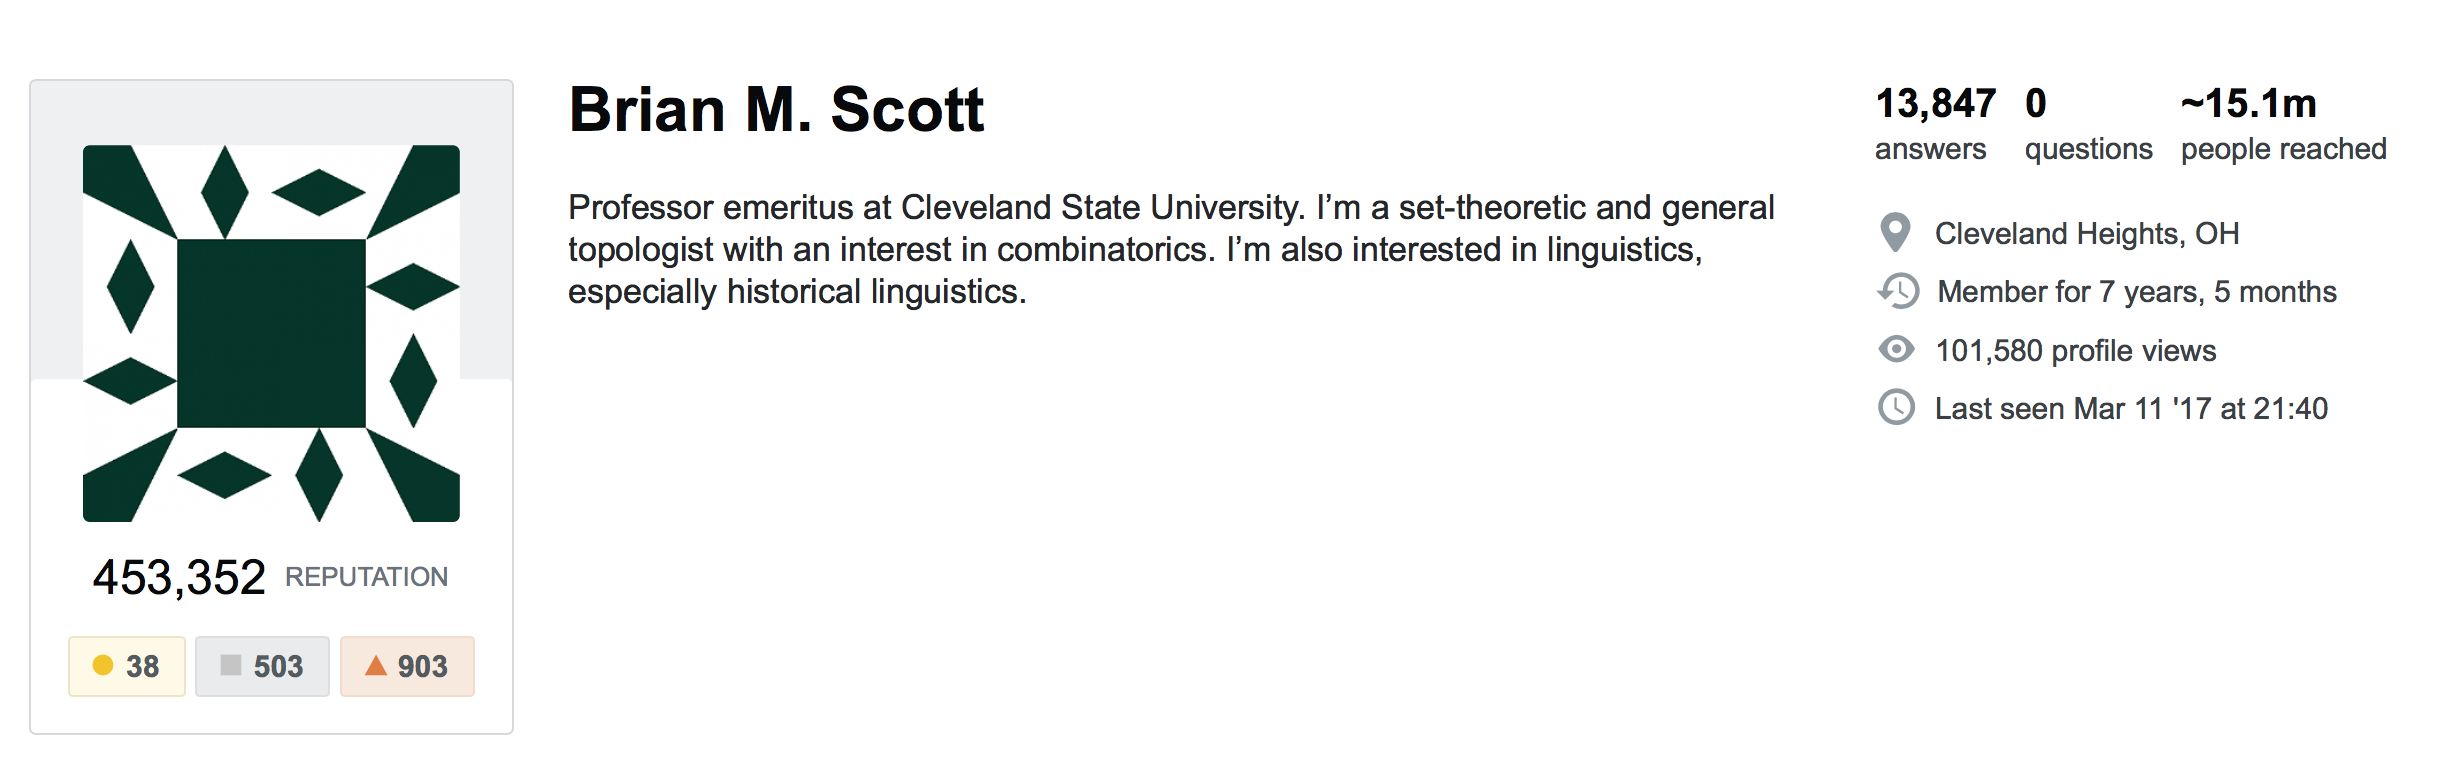 Brian M. Scott
Professor emeritus at Cleveland State University. I’m a set-theoretic and general
topologist with an interest in combinatorics. I’m also interested in linguistics,
especially historical linguistics.
13,847 0 ~15.1m
answers questions people reached
Cleveland Heights, OH
Member for 7 years, 5 months
101,580 profile views
Last seen Mar 11 '17 at 21:40
453,352 REPUTATION
38 503 903